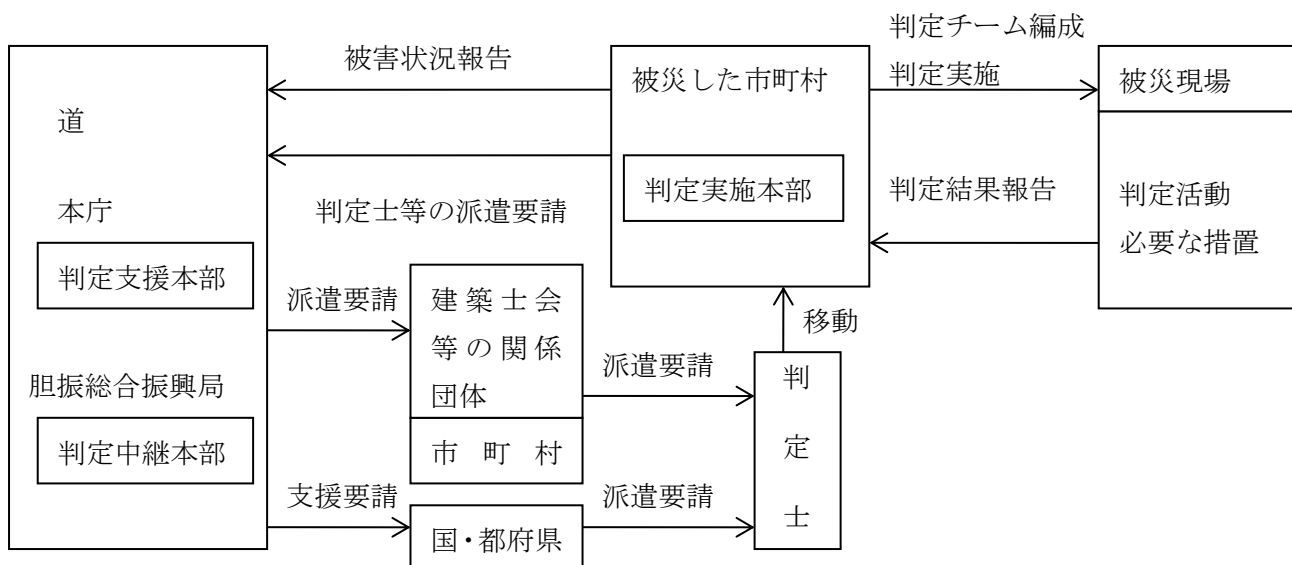 判定チーム編成
被害状況報告
被災した市町村
判定実施
被災現場
道
判定実施本部
判定結果報告
判定活動
必要な措置
本庁
判定士等の派遣要請
判定支援本部
派遣要請
建築士会
等の関係
団体
移動
胆振総合振興局
派遣要請
判定士
判定中継本部
市町村
支援要請
派遣要請
国・都府県